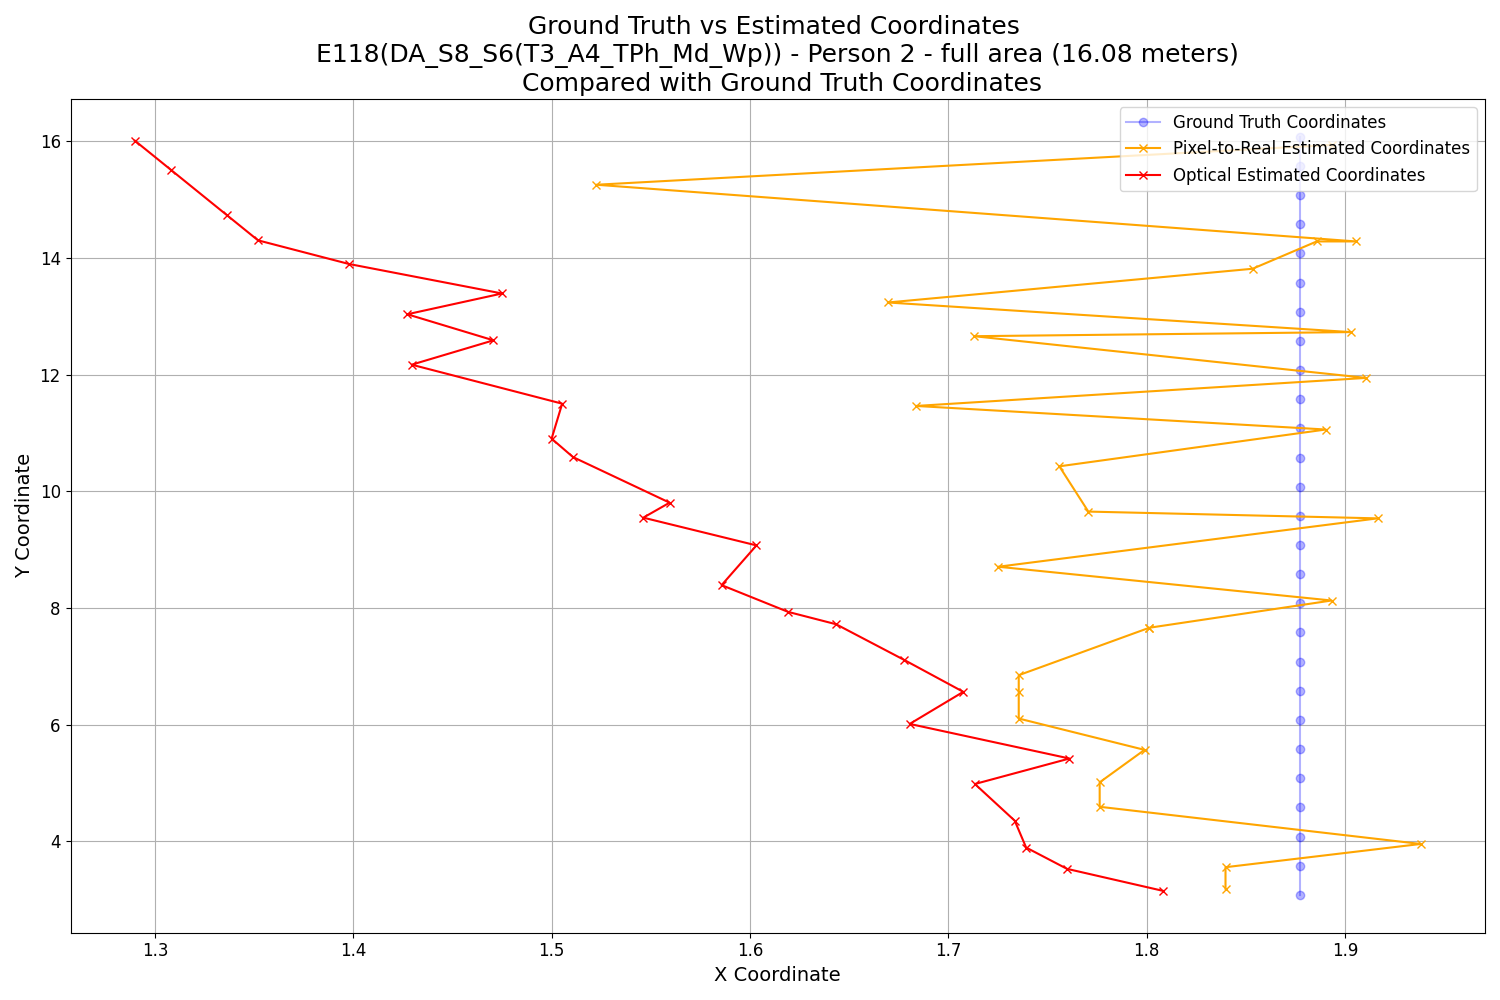 Ground Truth vs Estimated Coordinates
E118(DA_S8_S6(T3_A4_TPh_Md_Wp)) - Person 2 - full area (16.08 meters)
Compared with Ground Truth Coordinates
Ground Truth Coordinates
Pixel-to-Real Estimated Coordinates
Optical Estimated Coordinates
Y Coordinate
16
14
12
10
8
6
4
1.3 1.4 1.5 1.6 1.7 1.8 1.9
X Coordinate